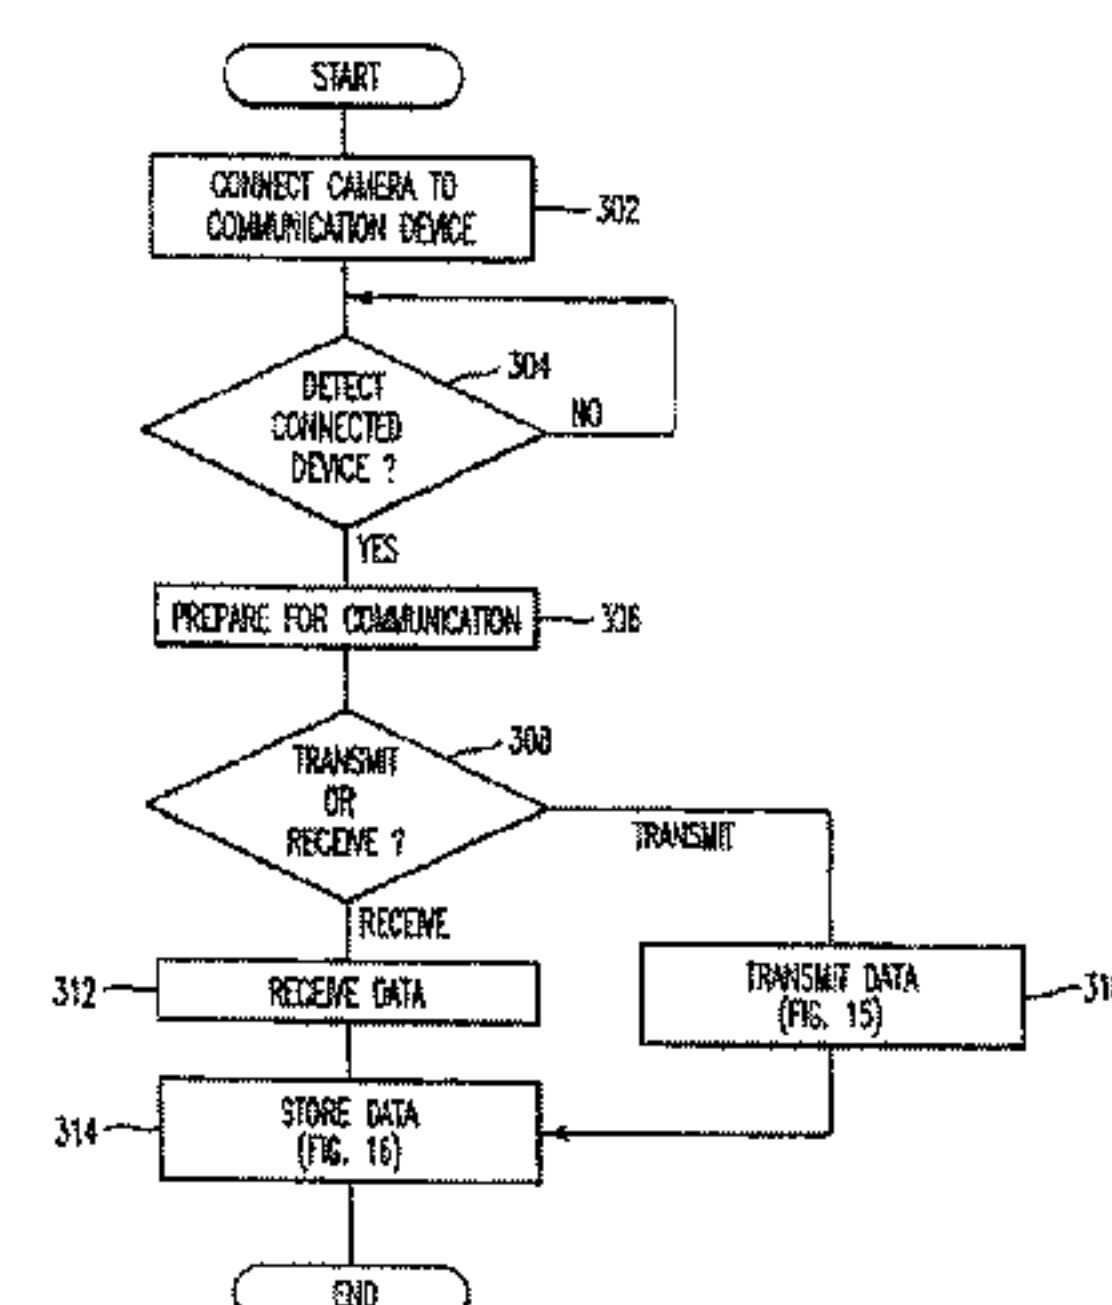 START
CONNECT CAMERA TO
COMMUNICATION DEVICE
302
304
DETECT
CONNECTED
DEVICE ?
NO
YES
PREPARE FOR COMMUNICATION
306
308
TRANSMIT
OR
RECEIVE ?
TRANSMIT
RECEIVE
312
RECEIVE DATA
TRANSMIT DATA
(FIG. 15)
314
STORE DATA
(FIG. 16)
END